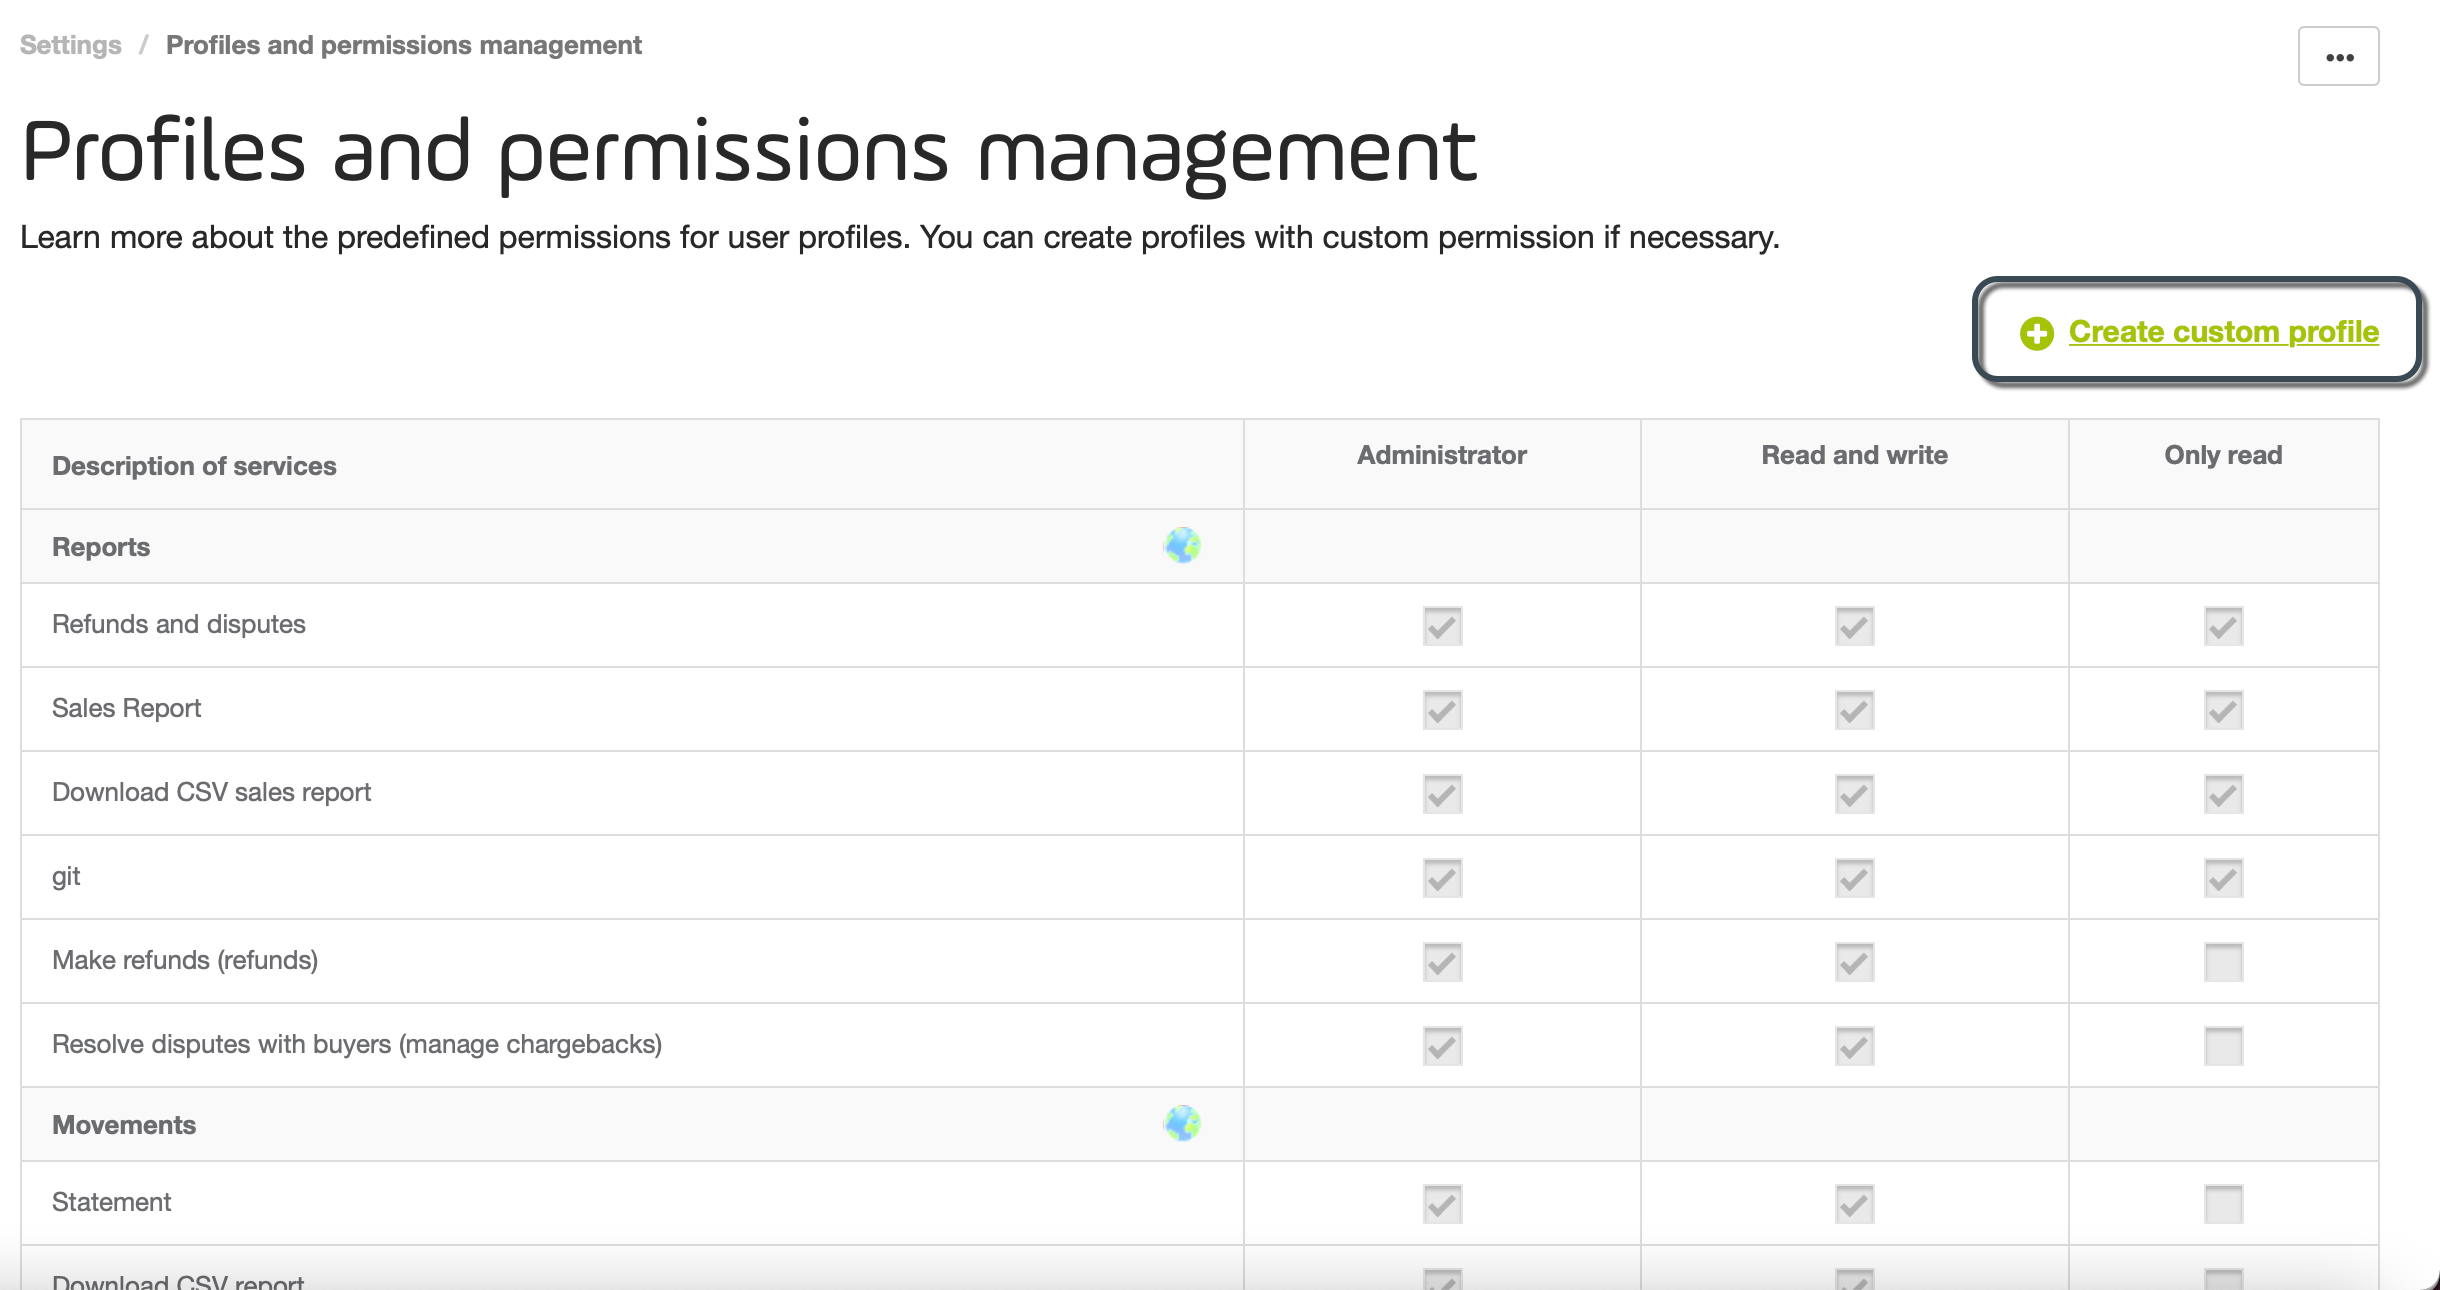 Settings / Profiles and permissions management
•••
Profiles and permissions management
Learn more about the predefined permissions for user profiles. You can create profiles with custom permission if necessary.
Create custom profile
Description of services Administrator Read and write Only read
Reports
Refunds and disputes
Sales Report
Download CSV sales report
git
Make refunds (refunds)
Resolve disputes with buyers (manage chargebacks)
Movements
Statement
Download CSV report